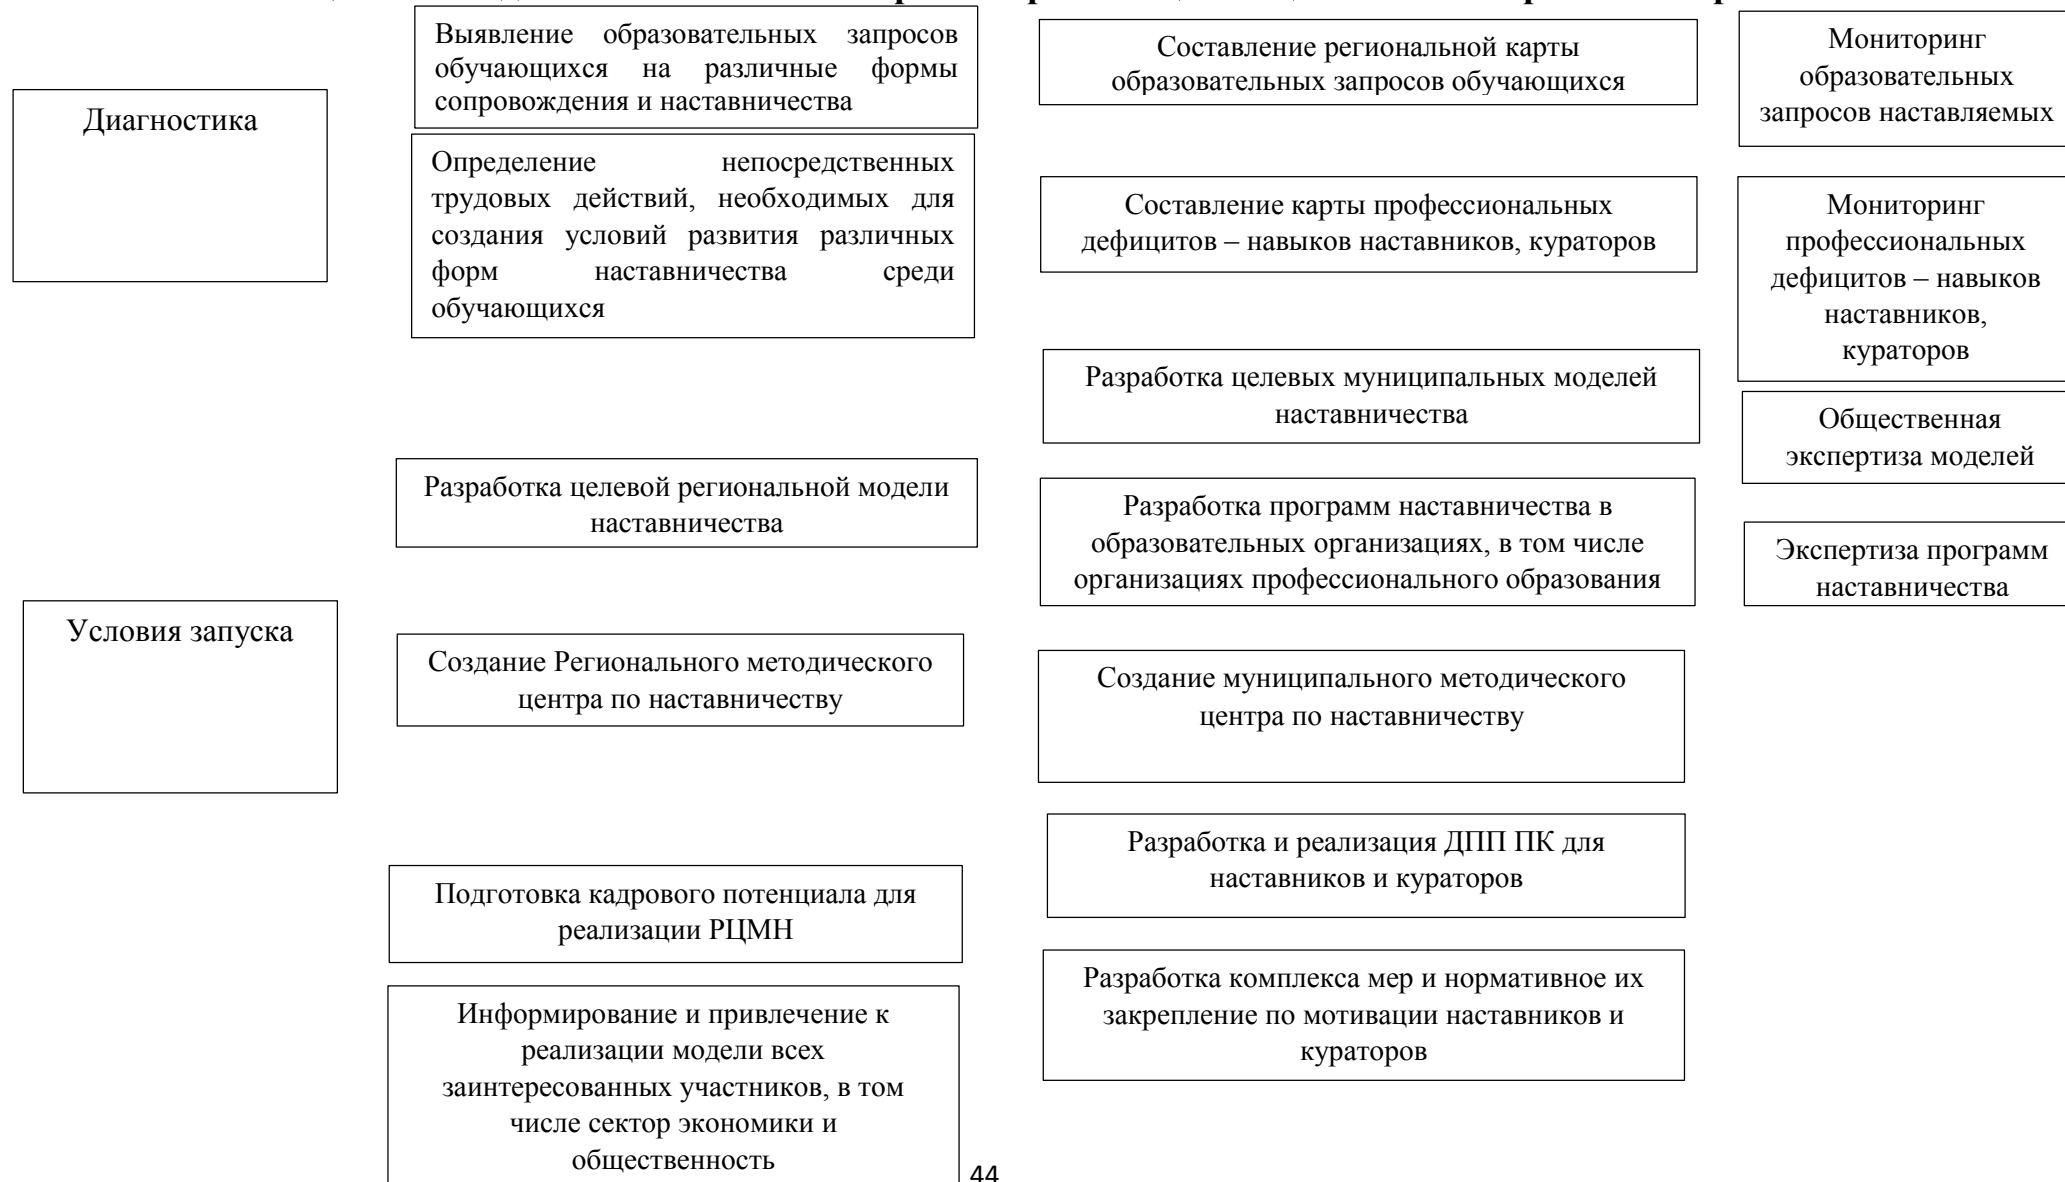 Диагностика
Выявление образовательных запросов
обучающихся на различные формы
сопровождения и наставничества
Составление региональной карты
образовательных запросов обучающихся
Мониторинг
образовательных
запросов наставляемых
Определение непосредственных
трудовых действий, необходимых для
создания условий развития различных
форм наставничества среди
обучающихся
Составление карты профессиональных
дефицитов – навыков наставников, кураторов
Мониторинг
профессиональных
дефицитов – навыков
наставников,
кураторов
Разработка целевых муниципальных моделей
наставничества
Общественная
экспертиза моделей
Разработка целевой региональной модели
наставничества
Разработка программ наставничества в
образовательных организациях, в том числе
организациях профессионального образования
Экспертиза программ
наставничества
Условия запуска
Создание Регионального методического
центра по наставничеству
Создание муниципального методического
центра по наставничеству
Разработка и реализация ДПП ПК для
наставников и кураторов
Подготовка кадрового потенциала для
реализации РЦМН
Разработка комплекса мер и нормативное их
закрепление по мотивации наставников и
кураторов
Информирование и привлечение к
реализации модели всех
заинтересованных участников, в том
числе сектор экономики и
общественность
44